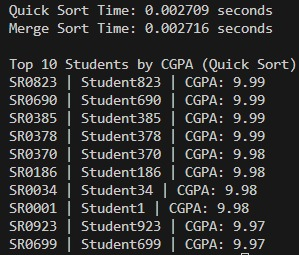 Quick Sort Time: 0.002709 seconds
Merge Sort Time: 0.002716 seconds
Top 10 Students by CGPA (Quick Sort)
SR0823 | Student823 | CGPA: 9.99
SR0690 | Student690 | CGPA: 9.99
SR0385 | Student385 | CGPA: 9.99
SR0378 | Student378 | CGPA: 9.99
SR0370 | Student370 | CGPA: 9.98
SR0186 | Student186 | CGPA: 9.98
SR0034 | Student34 | CGPA: 9.98
SR0001 | Student1 | CGPA: 9.98
SR0923 | Student923 | CGPA: 9.97
SR0699 | Student699 | CGPA: 9.97